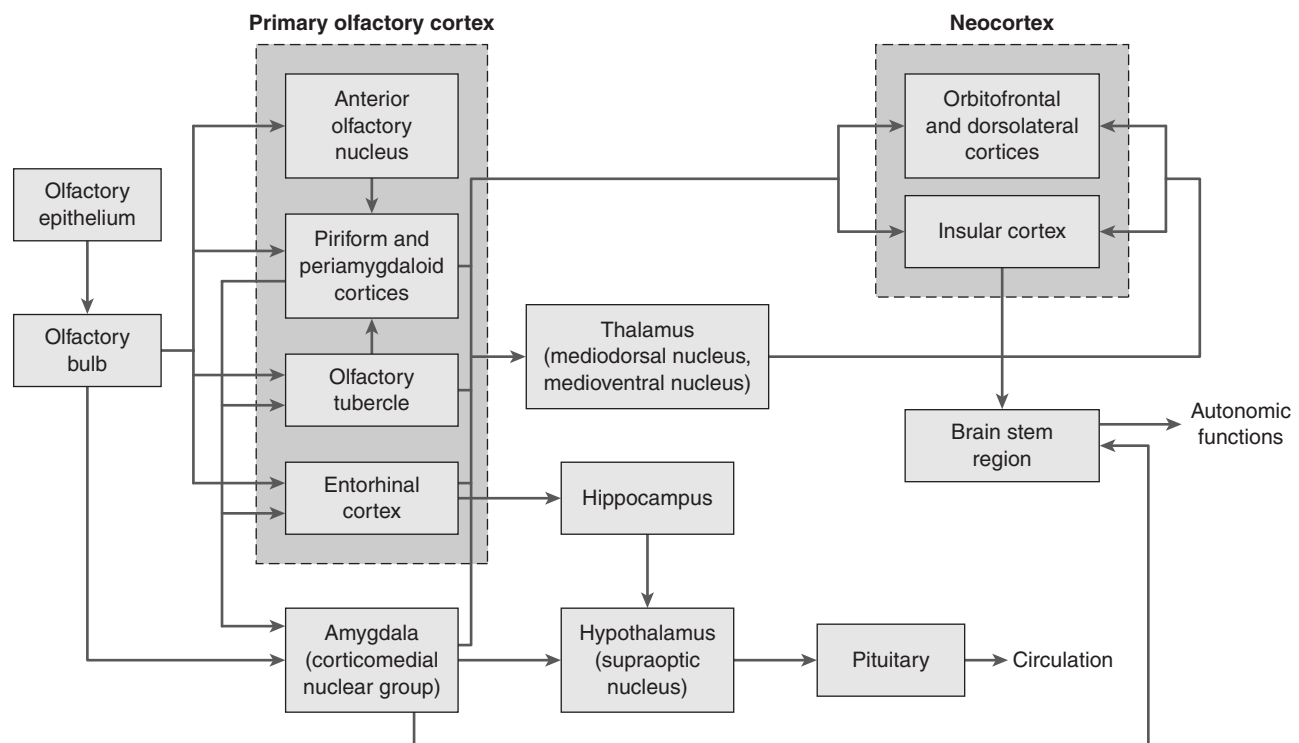 Primary olfactory cortex
Neocortex
Anterior
olfactory
nucleus
Orbitofrontal
and dorsolateral
cortices
Olfactory
epithelium
Piriform and
periamygdaloid
cortices
Insular cortex
Olfactory
bulb
Thalamus
(mediodorsal nucleus,
medioventral nucleus)
Olfactory
tubercle
Brain stem
region
Autonomic
functions
Entorhinal
cortex
Hippocampus
Amygdala
(corticomedial
nuclear group)
Hypothalamus
(supraoptic
nucleus)
Pituitary
Circulation